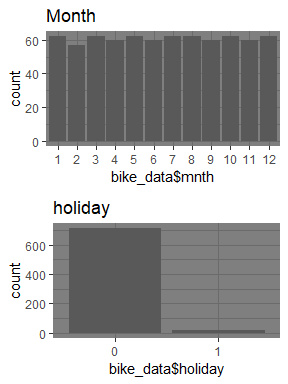 Month
60
40
20
0
count
1 2 3 4 5 6 7 8 9 10 11 12
bike_data$mnth
holiday
600
400
200
0
count
0 1
bike_data$holiday